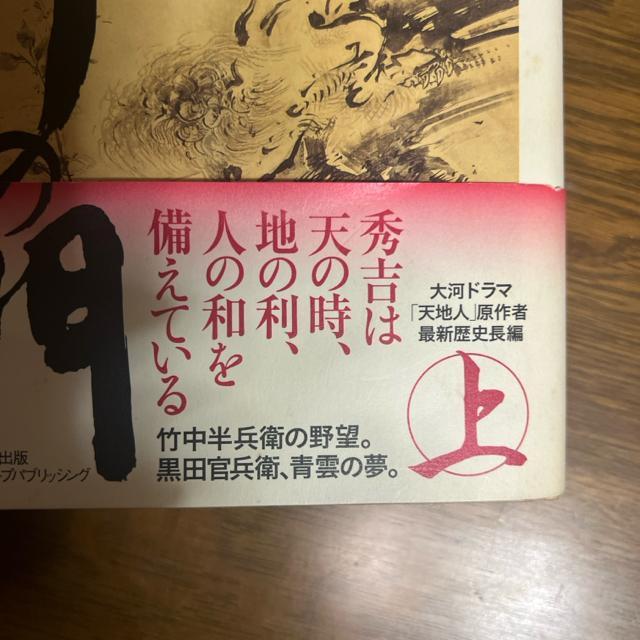 の
秀吉は
天の時、
地の利、
人の和を
備えている
大河ドラマ
「天地人」原作者
最新歴史長編
上
竹中半兵衛の野望。
黒田官兵衛、青雲の夢。
出版
プパブリッシング